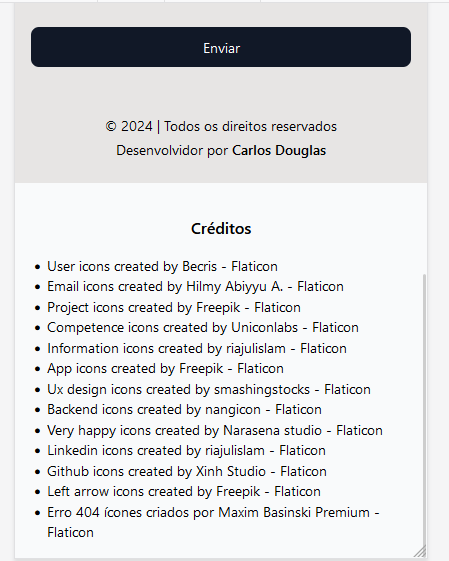 Enviar
© 2024 | Todos os direitos reservados
Desenvolvidor por Carlos Douglas
Créditos
• User icons created by Becris - Flaticon
• Email icons created by Hilmy Abiyyu A. - Flaticon
• Project icons created by Freepik - Flaticon
• Competence icons created by Uniconlabs - Flaticon
• Information icons created by riajulislam - Flaticon
• App icons created by Freepik - Flaticon
• Ux design icons created by smashingstocks - Flaticon
• Backend icons created by nangicon - Flaticon
• Very happy icons created by Narasena studio - Flaticon
• Linkedin icons created by riajulislam - Flaticon
• Github icons created by Xinh Studio - Flaticon
• Left arrow icons created by Freepik - Flaticon
• Erro 404 ícones criados por Maxim Basinski Premium -
Flaticon